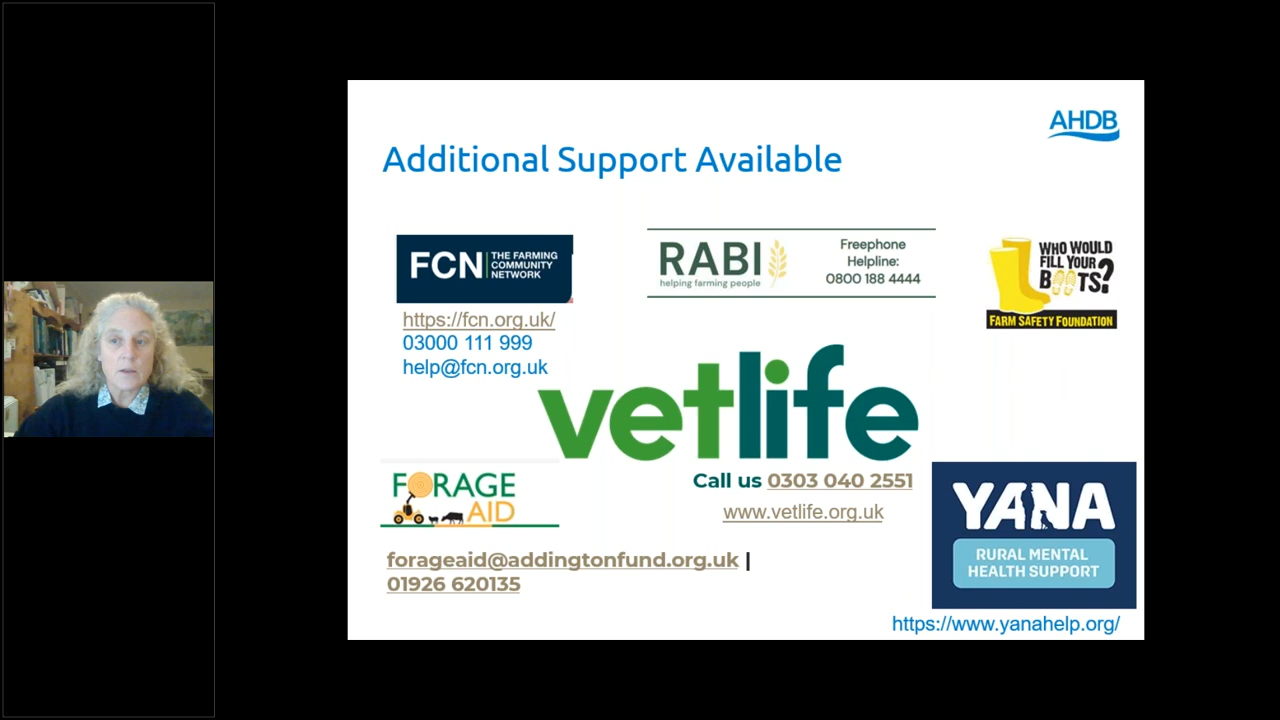 AHDB
Additional Support Available
FCN THE FARMING
COMMUNITY
NETWORK
https://fcn.org.uk/
03000 111 999
help@fcn.org.uk
RABI
helping farming people
Freephone
Helpline:
0800 188 4444
WHO WOULD
FILL YOUR
BOOTS?
FARM SAFETY FOUNDATION
vetlife
Call us 0303 040 2551
www.vetlife.org.uk
FORAGE
AID
forageaid@addingtonfund.org.uk |
01926 620135
YANA
RURAL MENTAL
HEALTH SUPPORT
https://www.yanahelp.org/